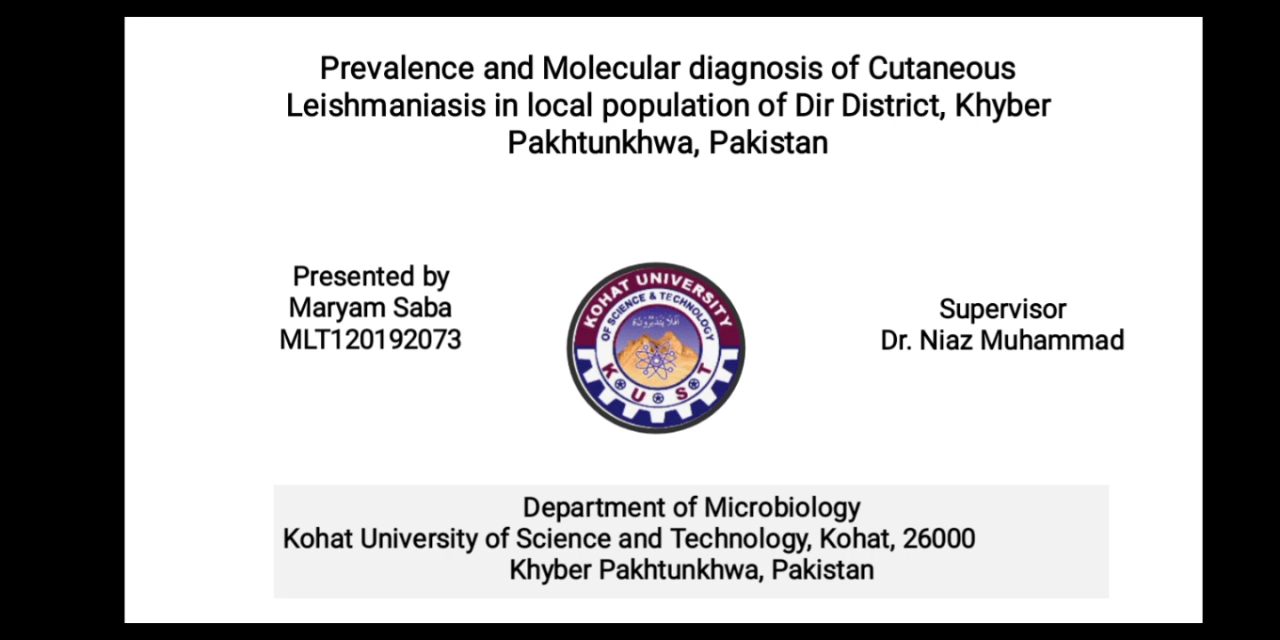 Prevalence and Molecular diagnosis of Cutaneous
Leishmaniasis in local population of Dir District, Khyber
Pakhtunkhwa, Pakistan
Presented by
Maryam Saba
MLT120192073
KOHAT UNIVERSITY
OF SCIENCE & TECHNOLOGY
K U S T
Supervisor
Dr. Niaz Muhammad
Department of Microbiology
Kohat University of Science and Technology, Kohat, 26000
Khyber Pakhtunkhwa, Pakistan